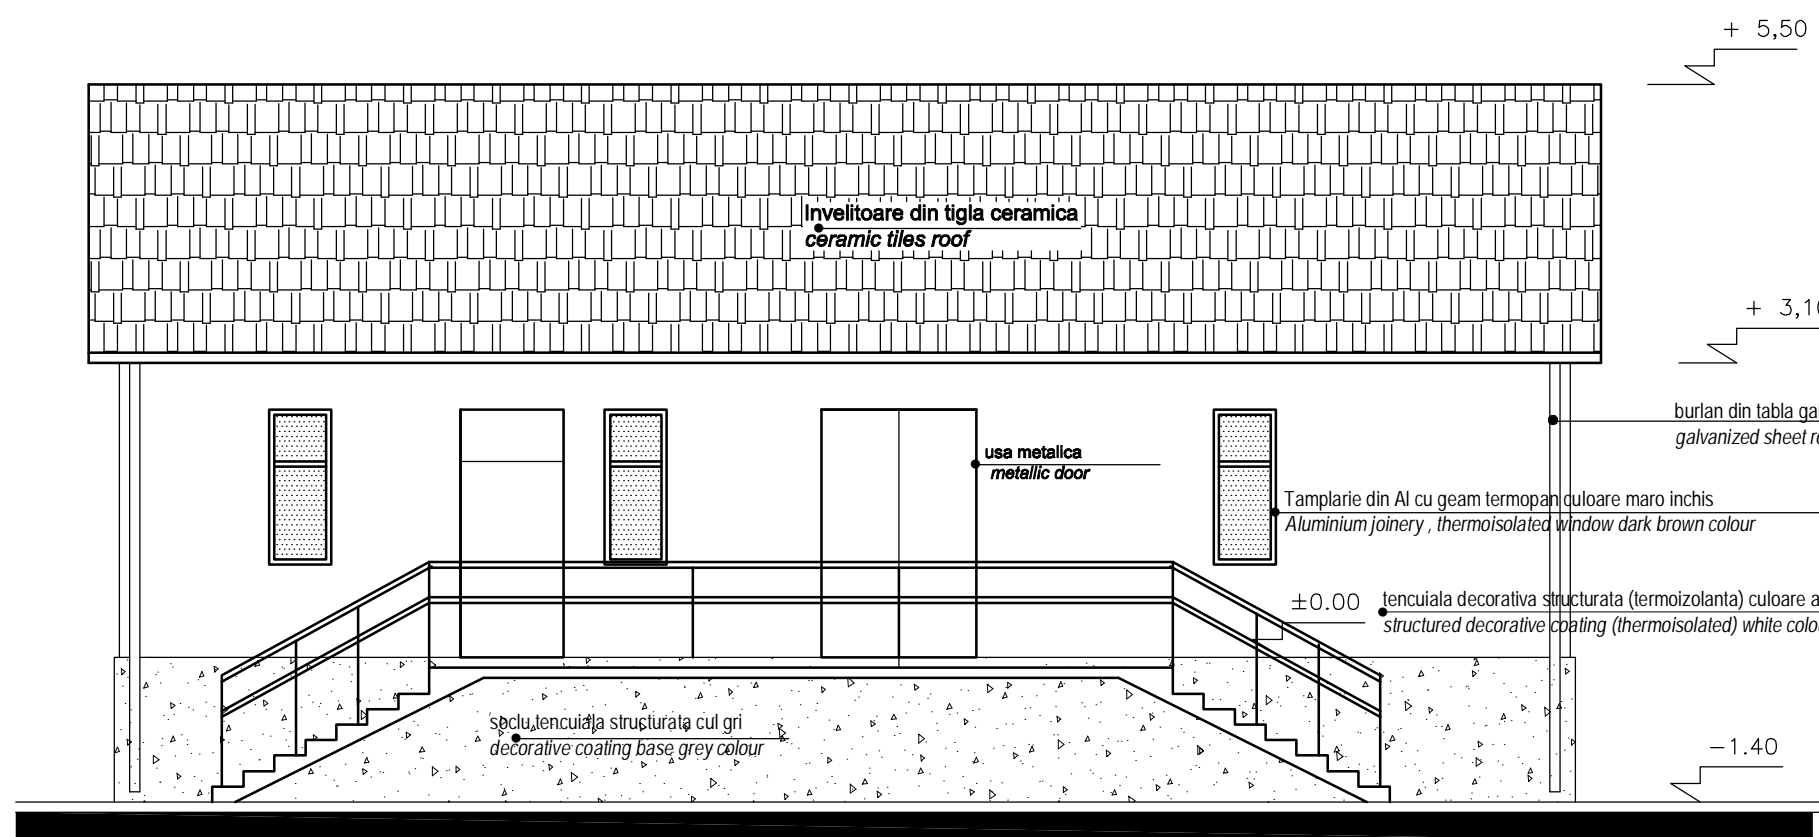 + 5,50
Invelitoare din tigla ceramica
ceramic tiles roof
+ 3,10
burlan din tabla
galvanized sheet
usa metalica
metallic door
Tamplarie din Al cu geam termopan culoare maro inchis
Aluminium joinery , thermoisolated window dark brown colour
±0.00
tencuiala decorativa structurata (termoizolanta) culoare
structured decorative coating (thermoisolated) white
soclu tencuiala structurata cul gri
decorative coating base grey colour
-1.40